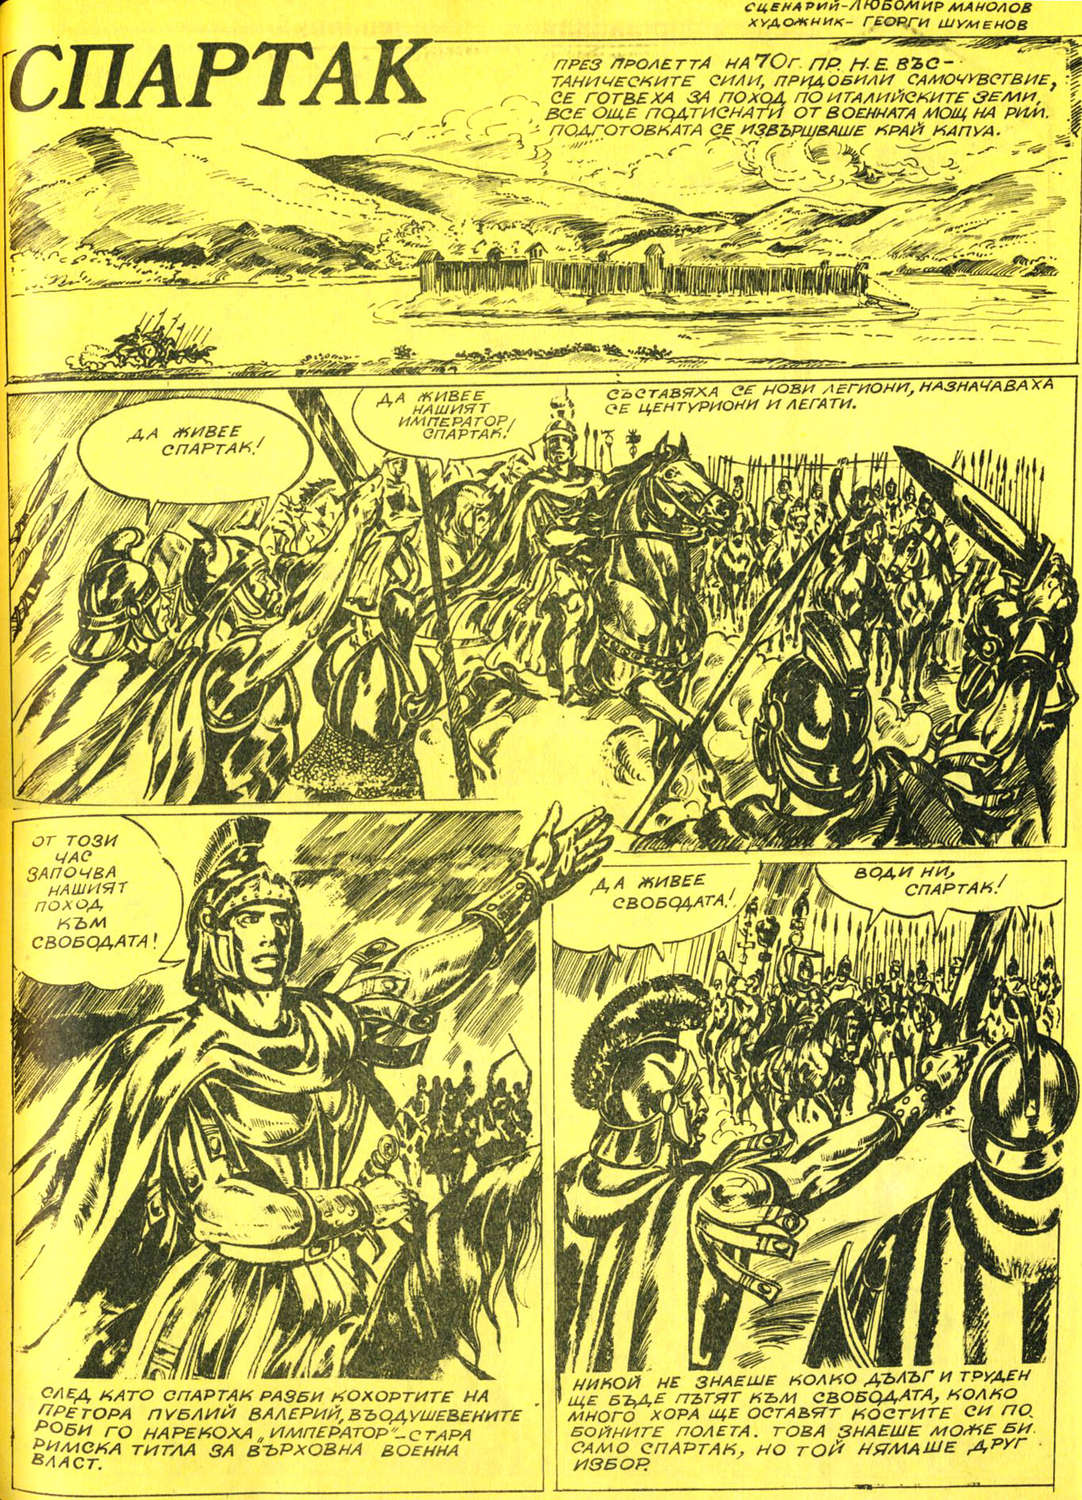 СЦЕНАРИЙ-ЛЮБОМИР МАНОЛОВ
ХУДОЖНИК- ГЕОРГИ ШУМЕНОВ
СПАРТАК
ПРЕЗ ПРОЛЕТТА НА 70 Г. ПР. Н. Е. ВЪС-
ТАНИЧЕСКИТЕ СИЛИ, ПРИДОБИЛИ САМОЧУВСТВИЕ,
СЕ ГОТВЕХА ЗА ПОХОД ПО ИТАЛИЙСКИТЕ ЗЕМИ,
ВСЕ ОЩЕ ПОДТИСНАТИ ОТ ВОЕННАТА МОЩ НА РИМ.
ПОДГОТОВКАТА СЕ ИЗВЪРШВАШЕ КРАЙ КАПУА.
ДА ЖИВЕЕ
СПАРТАК!
ДА ЖИВЕЕ
НАШИЯТ
ИМПЕРАТОР
СПАРТАК!
СЪСТАВЯХА СЕ НОВИ ЛЕГИОНИ, НАЗНАЧАВАХА
СЕ ЦЕНТУРИОНИ И ЛЕГАТИ.
ОТ ТОЗИ
ЧАС
ЗАПОЧВА
НАШИЯТ
ПОХОД
КЪМ
СВОБОДАТА!
СЛЕД КАТО СПАРТАК РАЗБИ КОХОРТИТЕ НА
ПРЕТОРА ПУБЛИЙ ВАЛЕРИЙ, ВЪОДУШЕВЕНИТЕ
РОБИ ГО НАРЕКОХА „ИМПЕРАТОР"-СТАРА
РИМСКА ТИТЛА ЗА ВЪРХОВНА ВОЕННА
ВЛАСТ.
ДА ЖИВЕЕ
СВОБОДАТА!
ВОДИ НИ,
СПАРТАК!
НИКОЙ НЕ ЗНАЕШЕ КОЛКО ДЪЛЪГ И ТРУДЕН
ЩЕ БЪДЕ ПЪТЯТ КЪМ СВОБОДАТА, КОЛКО
МНОГО ХОРА ЩЕ ОСТАВЯТ КОСТИТЕ СИ ПО
БОЙНИТЕ ПОЛЕТА. ТОВА ЗНАЕШЕ МОЖЕ БИ
САМО СПАРТАК, НО ТОЙ НЯМАШЕ ДРУГ
ИЗБОР.